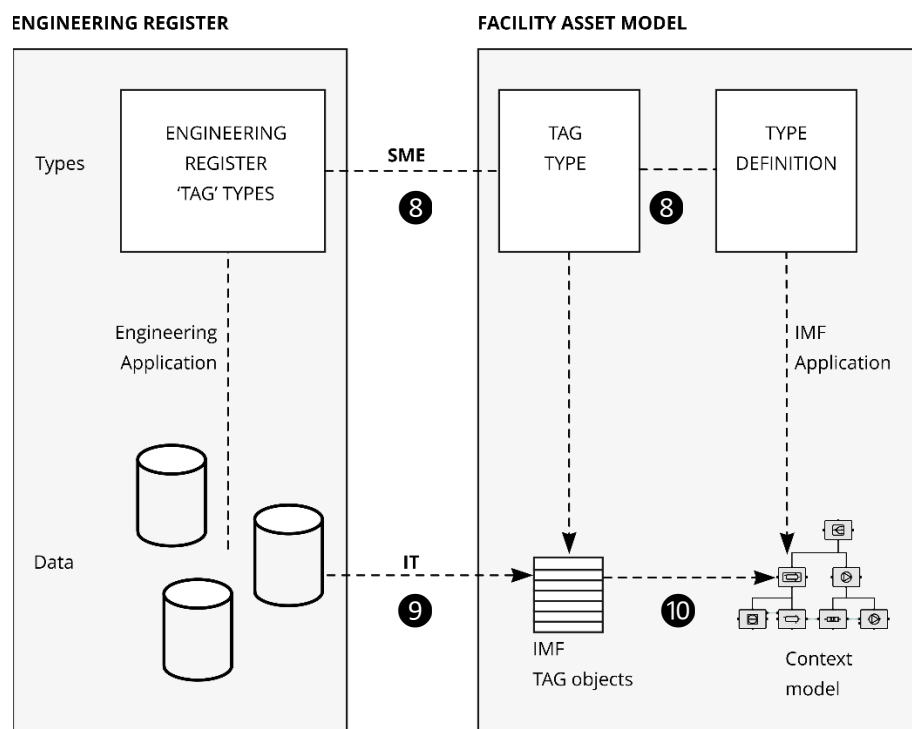 ENGINEERING REGISTER
FACILITY ASSET MODEL
Types
ENGINEERING
REGISTER
‘TAG’ TYPES
SME
8
TAG
TYPE
8
TYPE
DEFINITION
Engineering
Application
IMF
Application
Data
IT
9
10
IMF
TAG objects
Context
model